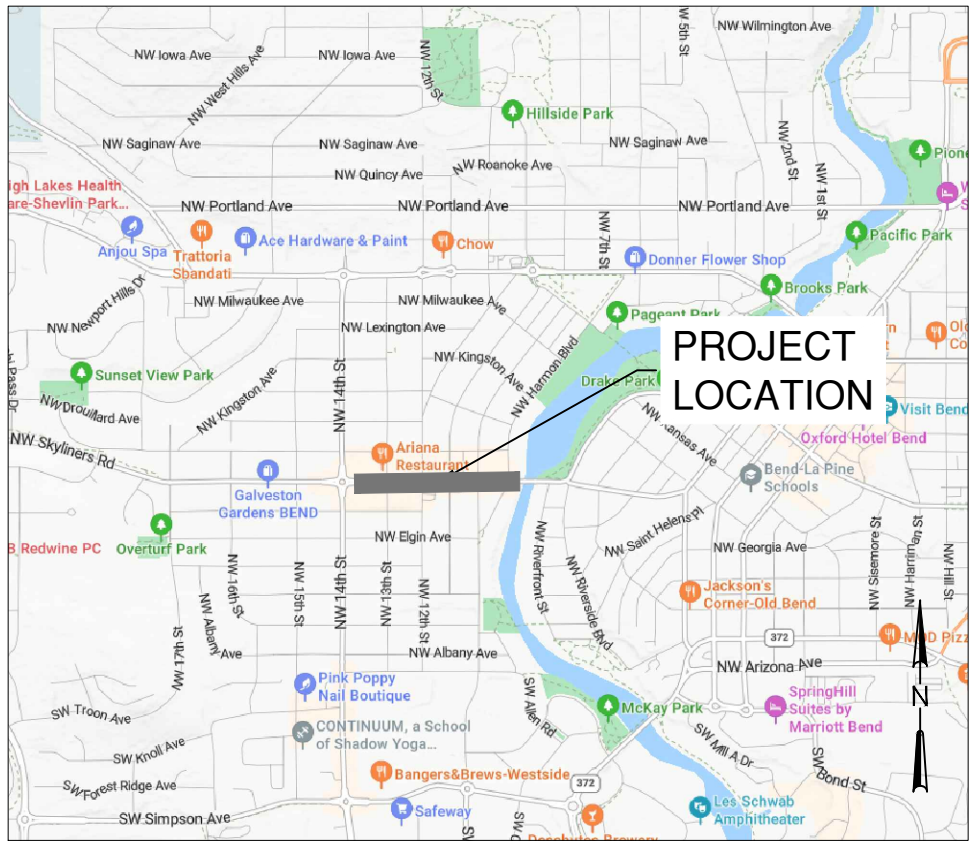 NW Wilmington Ave
NW Iowa Ave
NW Iowa Ave
NW West Hills Ave
NW 12th St
W 5th St
Hillside Park
NW Saginaw Ave
NW Saginaw Ave
NW Saginaw Ave
NW 2nd St
NW 1st St
Pione
NW Roanoke Ave
NW Quincy Ave
igh Lakes Health
are-Shevlin Park...
NW Portland Ave
NW Portland Ave
NW Portland Ave
NW 7th St
Anjou Spa
Trattoria
Sbandati
Ace Hardware & Paint
Chow
Donner Flower Shop
Pacific Park
Brooks Park
NW Newport Hills Dr
NW Milwaukee Ave
NW Milwaukee Ave
Pageant Park
NW Lexington Ave
NW 14th St
NW Kingston Ave
NW Harmon Blvd
Drake Park
PROJECT
LOCATION
Sunset View Park
NW Kingston Ave
NW Drouillard Ave
Visit Bend
Oxford Hotel Bend
NW Skyliners Rd
Ariana
Restaurant
Bend-La Pine
Schools
Galveston
Gardens BEND
B Redwine PC
Overturf Park
NW Elgin Ave
NW Saint Helens Pl
NW Georgia Ave
NW Sisemore St
NW Harriman St
NW Hill St
NW 16th St
NW 15th St
NW 14th St
NW 13th St
NW 12th St
NW Riverfront St
NW Riverside Blvd
Jackson's
Corner-Old Bend
NW Albany Ave
NW 17th St
NW Albany Ave
372
MOD Pizz
NW Arizona Ave
N
Pink Poppy
Nail Boutique
SpringHill
Suites by
Marriott Bend
SW Troon Ave
CONTINUUM, a School
of Shadow Yoga...
SW Allen Rd
McKay Park
SW Knoll Ave
SW Mill A Dr
SW Bond St
SW Forest Ridge Ave
Bangers&Brews-Westside
372
SW Simpson Ave
Safeway
Les Schwab
Amphitheater